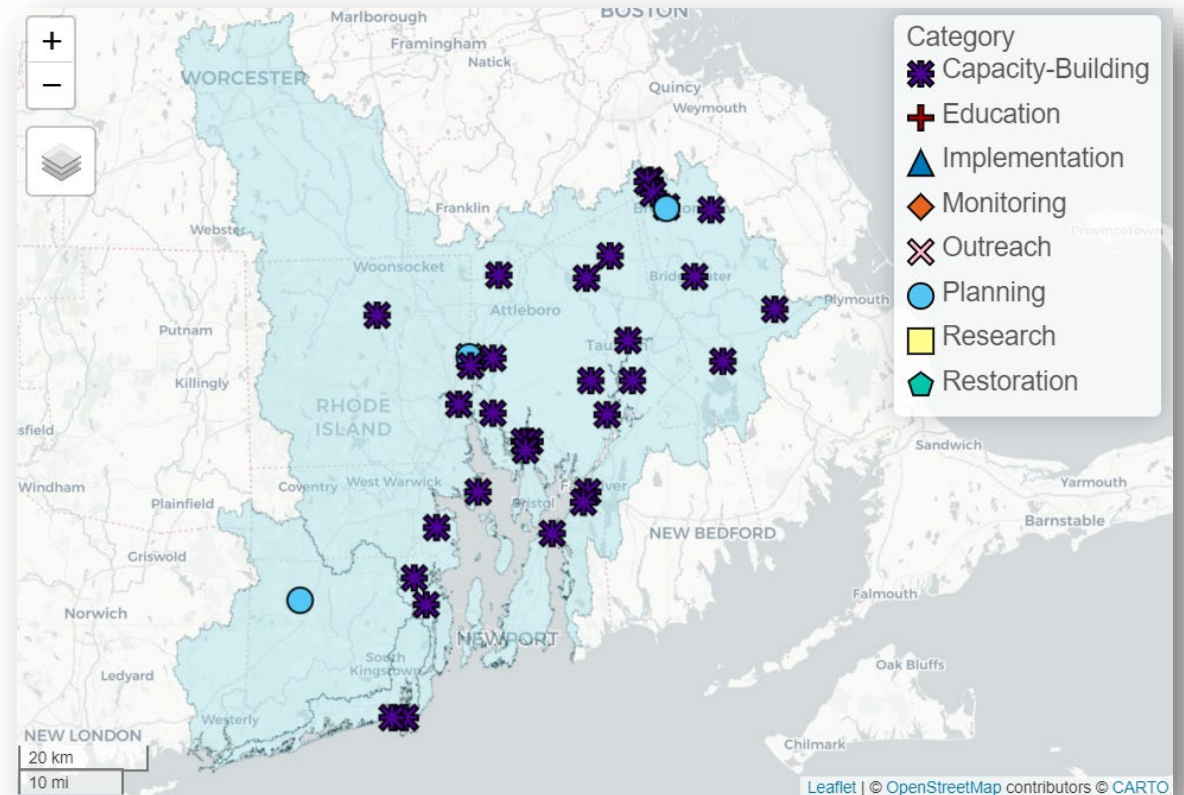 +
−
Marlborough
BOSTON
Framingham
Natick
WORCESTER
Quincy
Weymouth
Franklin
Webster
Provincetown
Woonsocket
Attleboro
Plymouth
Putnam
Killingly
RHODE
ISLAND
Sandwich
Windham
Plainfield
Coventry
West Warwick
Bristol
Yarmouth
Barnstable
NEW BEDFORD
Griswold
Norwich
Falmouth
NEWPORT
South
Kingstown
Ledyard
Oak Bluffs
Westerly
NEW LONDON
Chilmark
20 km
10 mi
Category
Capacity-Building
Education
Implementation
Monitoring
Outreach
Planning
Research
Restoration
Leaflet | © OpenStreetMap contributors © CARTO